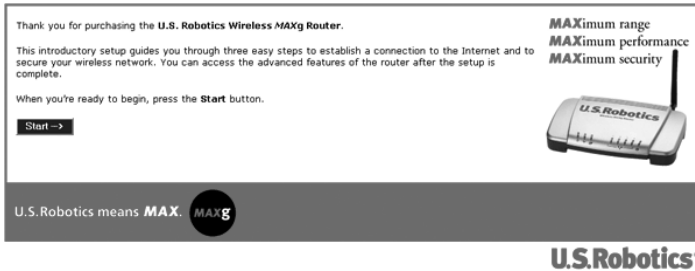 Thank you for purchasing the U.S. Robotics Wireless MAXg Router.
This introductory setup guides you through three easy steps to establish a connection to the Internet and to
secure your wireless network. You can access the advanced features of the router after the setup is
complete.
When you're ready to begin, press the Start button.
Start -->
MAXimum range
MAXimum performance
MAXimum security
U.S.Robotics
U.S.Robotics means MAX.
MAXg
U.S.Robotics